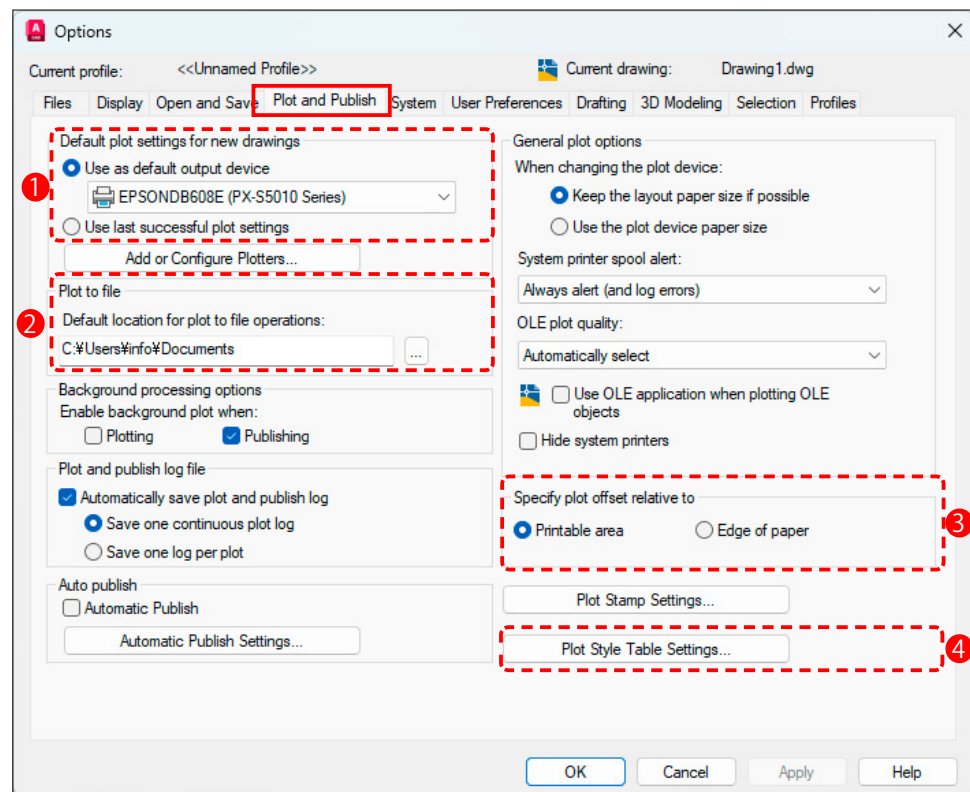 A
CAD
Options
Current profile: <<Unnamed Profile>> Current drawing: Drawing1.dwg
Files Display Open and Save Plot and Publish System User Preferences Drafting 3D Modeling Selection Profiles
Default plot settings for new drawings
1
Use as default output device
EPSONDB608E (PX-S5010 Series)
Use last successful plot settings
Add or Configure Plotters...
Plot to file
2
Default location for plot to file operations:
C:¥Users¥info¥Documents
...
Background processing options
Enable background plot when:
Plotting Publishing
Plot and publish log file
Automatically save plot and publish log
Save one continuous plot log
Save one log per plot
Auto publish
Automatic Publish
Automatic Publish Settings...
General plot options
When changing the plot device:
Keep the layout paper size if possible
Use the plot device paper size
System printer spool alert:
Always alert (and log errors)
OLE plot quality:
Automatically select
Use OLE application when plotting OLE
objects
Hide system printers
Specify plot offset relative to
3
Printable area Edge of paper
Plot Stamp Settings...
Plot Style Table Settings...
4
OK Cancel Apply Help